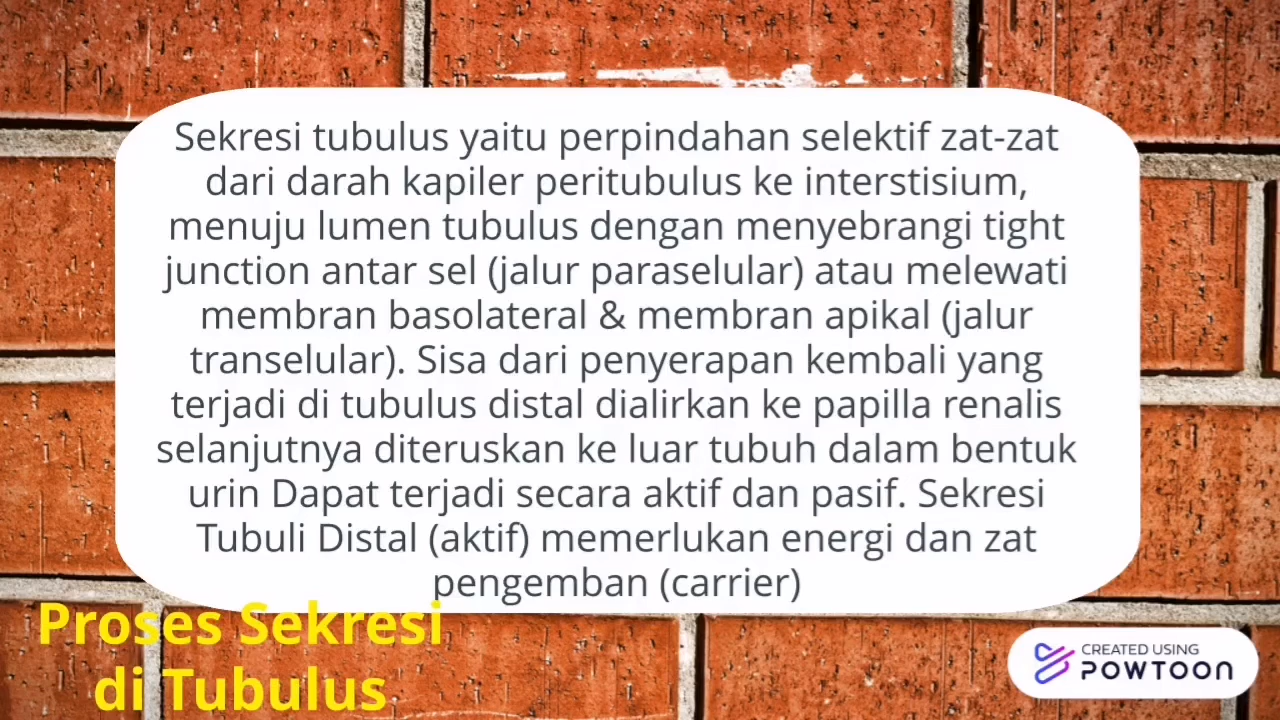 Sekresi tubulus yaitu perpindahan selektif zat-zat
dari darah kapiler peritubulus ke interstisium,
menuju lumen tubulus dengan menyebrangi tight
junction antar sel (jalur paraselular) atau melewati
membran basolateral & membran apikal (jalur
transelular). Sisa dari penyerapan kembali yang
terjadi di tubulus distal dialirkan ke papilla renalis
selanjutnya diteruskan ke luar tubuh dalam bentuk
urin Dapat terjadi secara aktif dan pasif. Sekresi
Tubuli Distal (aktif) memerlukan energi dan zat
pengemban (carrier)
Proses Sekresi
di Tubulus
CREATED USING
POWTOON